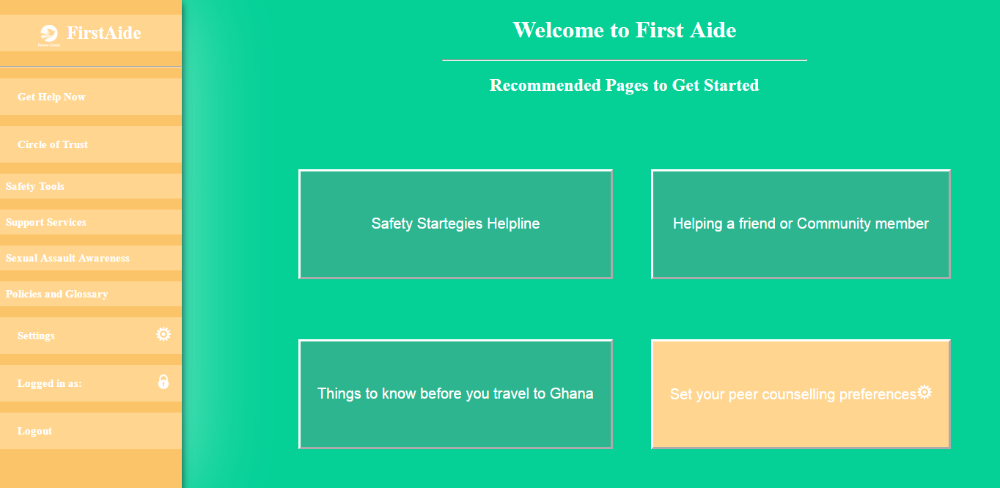 FirstAide
Get Help Now
Circle of Trust
Safety Tools
Support Services
Sexual Assault Awareness
Policies and Glossary
Settings
Logged in as:
Logout
Welcome to First Aide
Recommended Pages to Get Started
Safety Startegies Helpline
Helping a friend or Community member
Things to know before you travel to Ghana
Set your peer counselling preferences